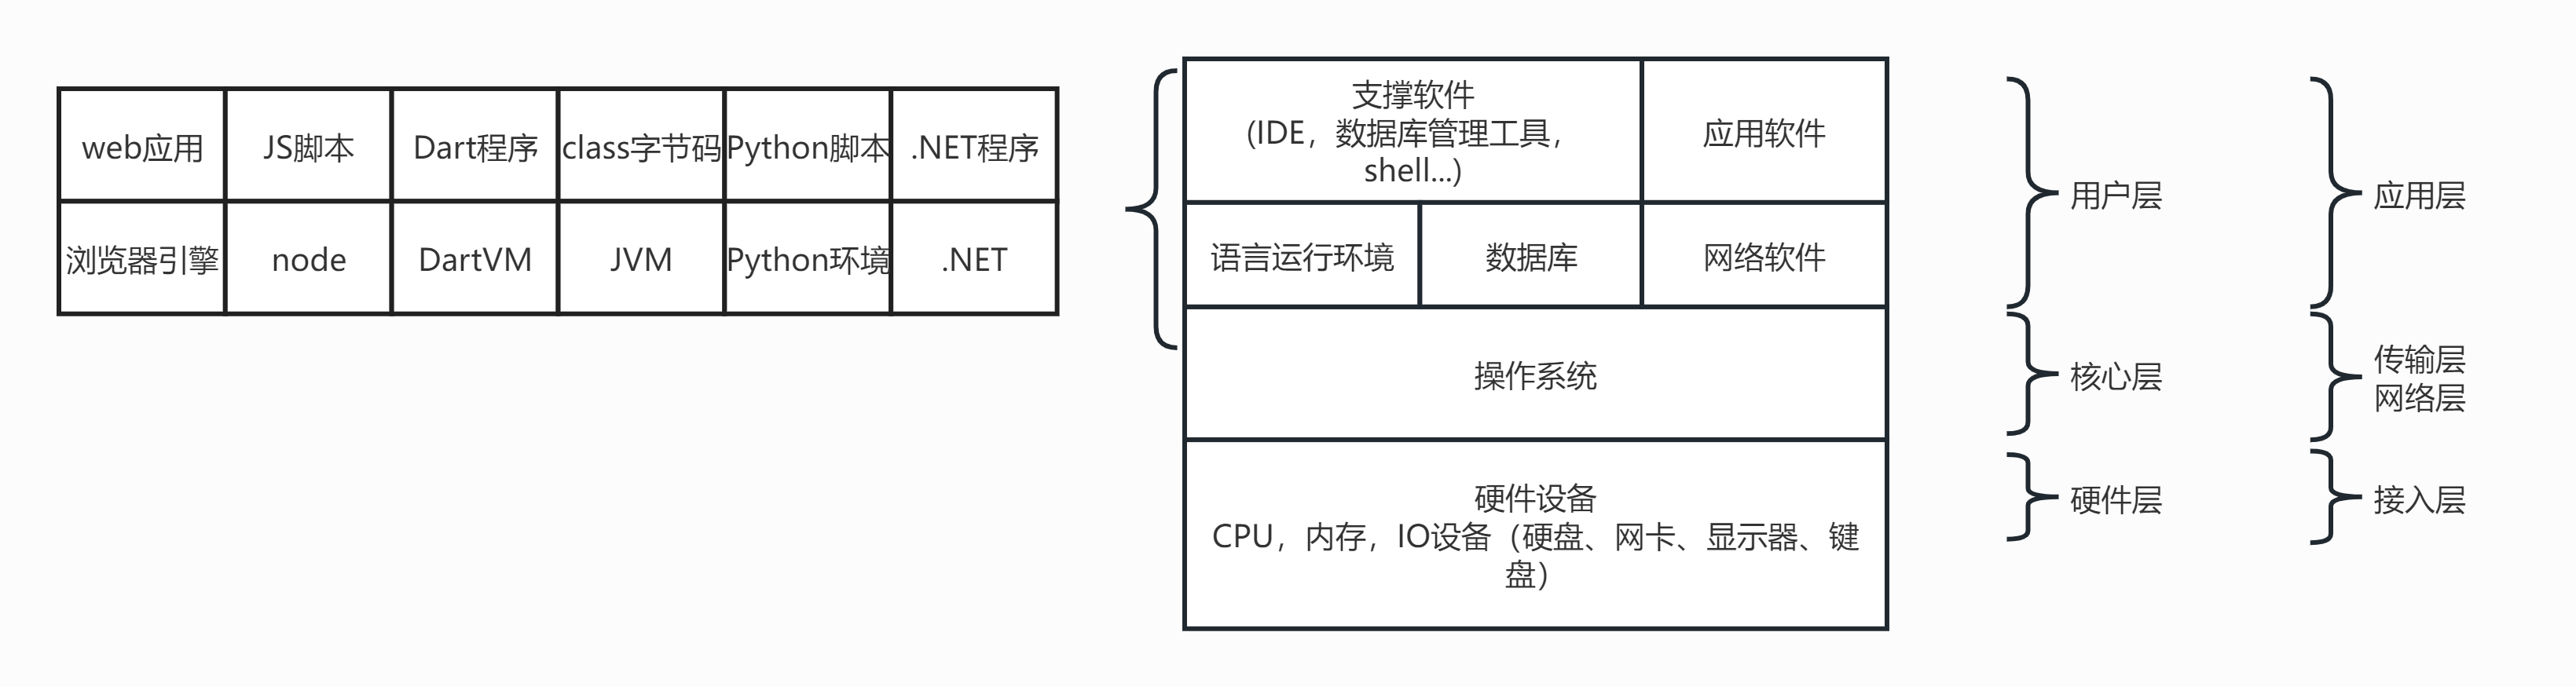 web应用
JS脚本
Dart程序
class字节码
Python脚本
.NET程序
浏览器引擎
node
DartVM
JVM
Python环境
.NET
支撑软件
(IDE，数据库管理工具，
shell...)
应用软件
语言运行环境
数据库
网络软件
操作系统
硬件设备
CPU，内存，IO设备（硬盘、网卡、显示器、键
盘）
用户层
核心层
硬件层
应用层
传输层
网络层
接入层